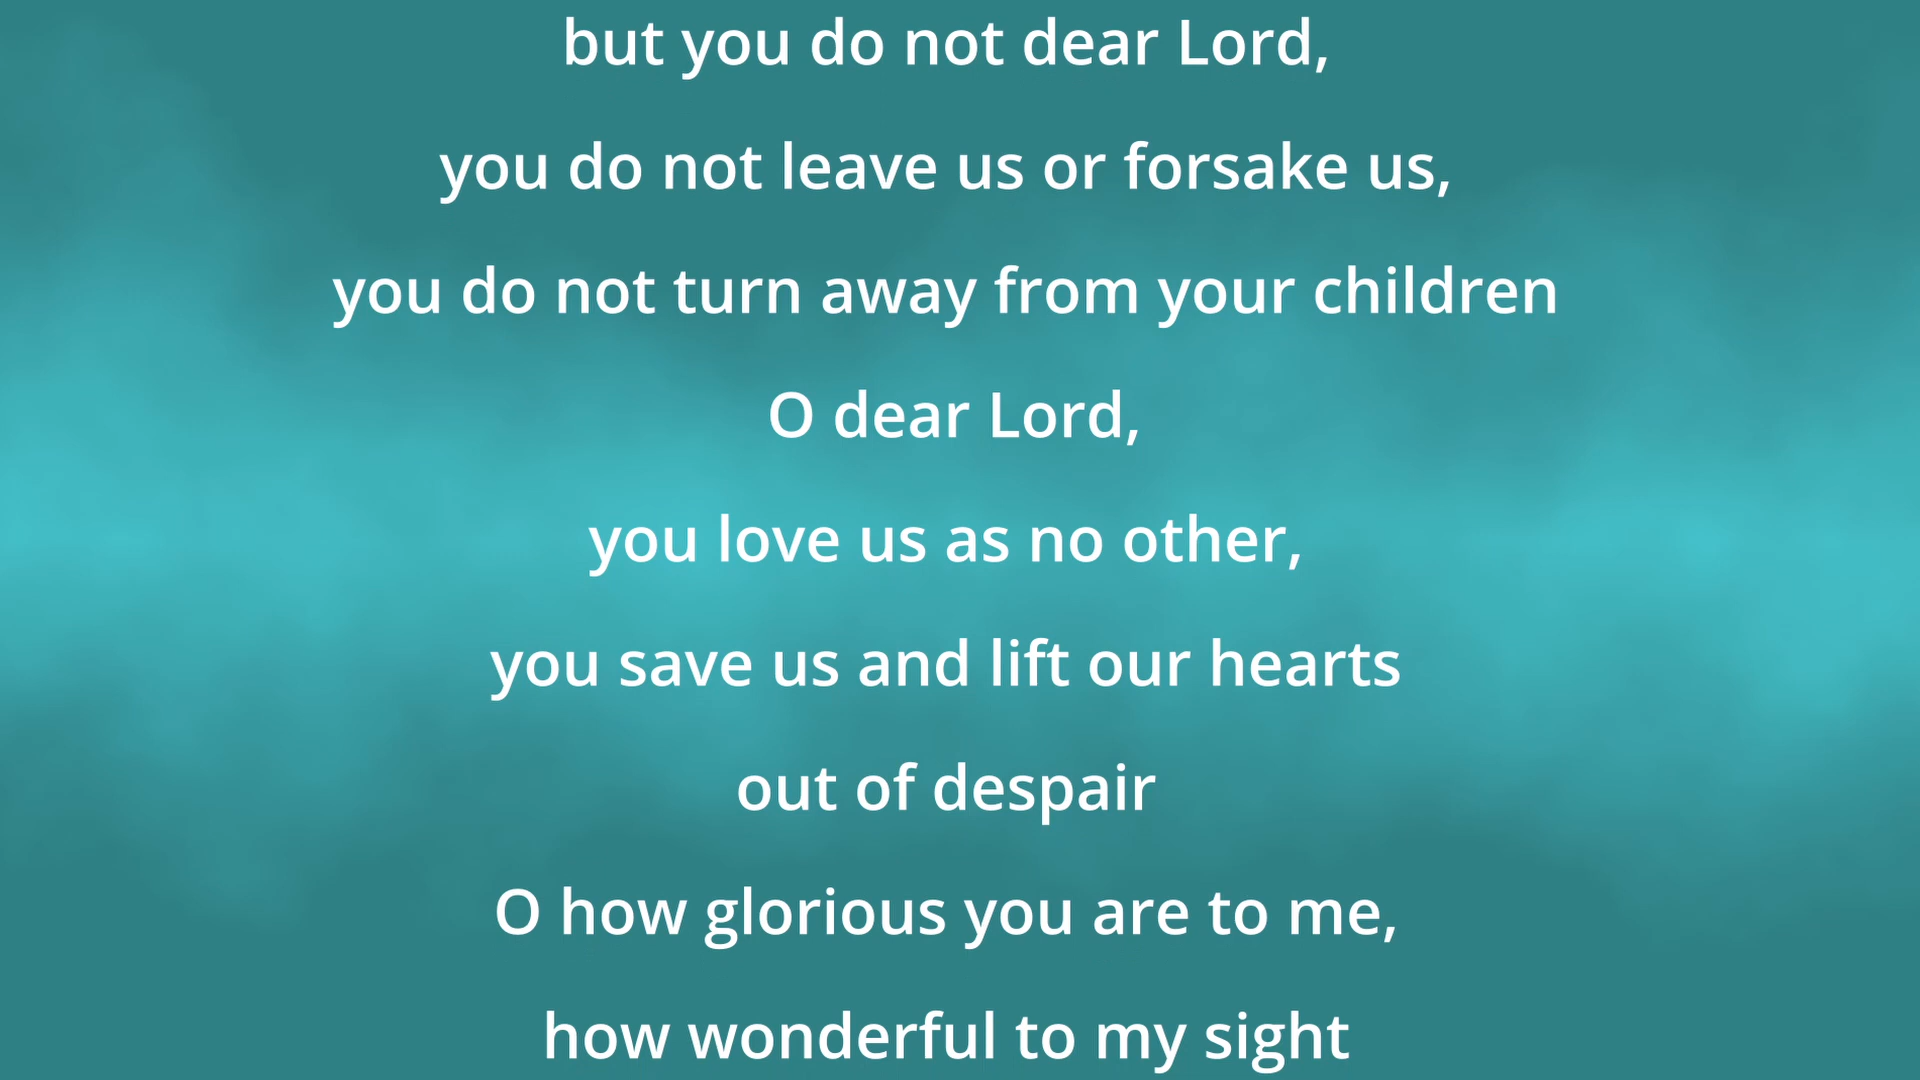 but you do not dear Lord,
you do not leave us or forsake us,
you do not turn away from your children
O dear Lord,
you love us as no other,
you save us and lift our hearts
out of despair
O how glorious you are to me,
how wonderful to my sight